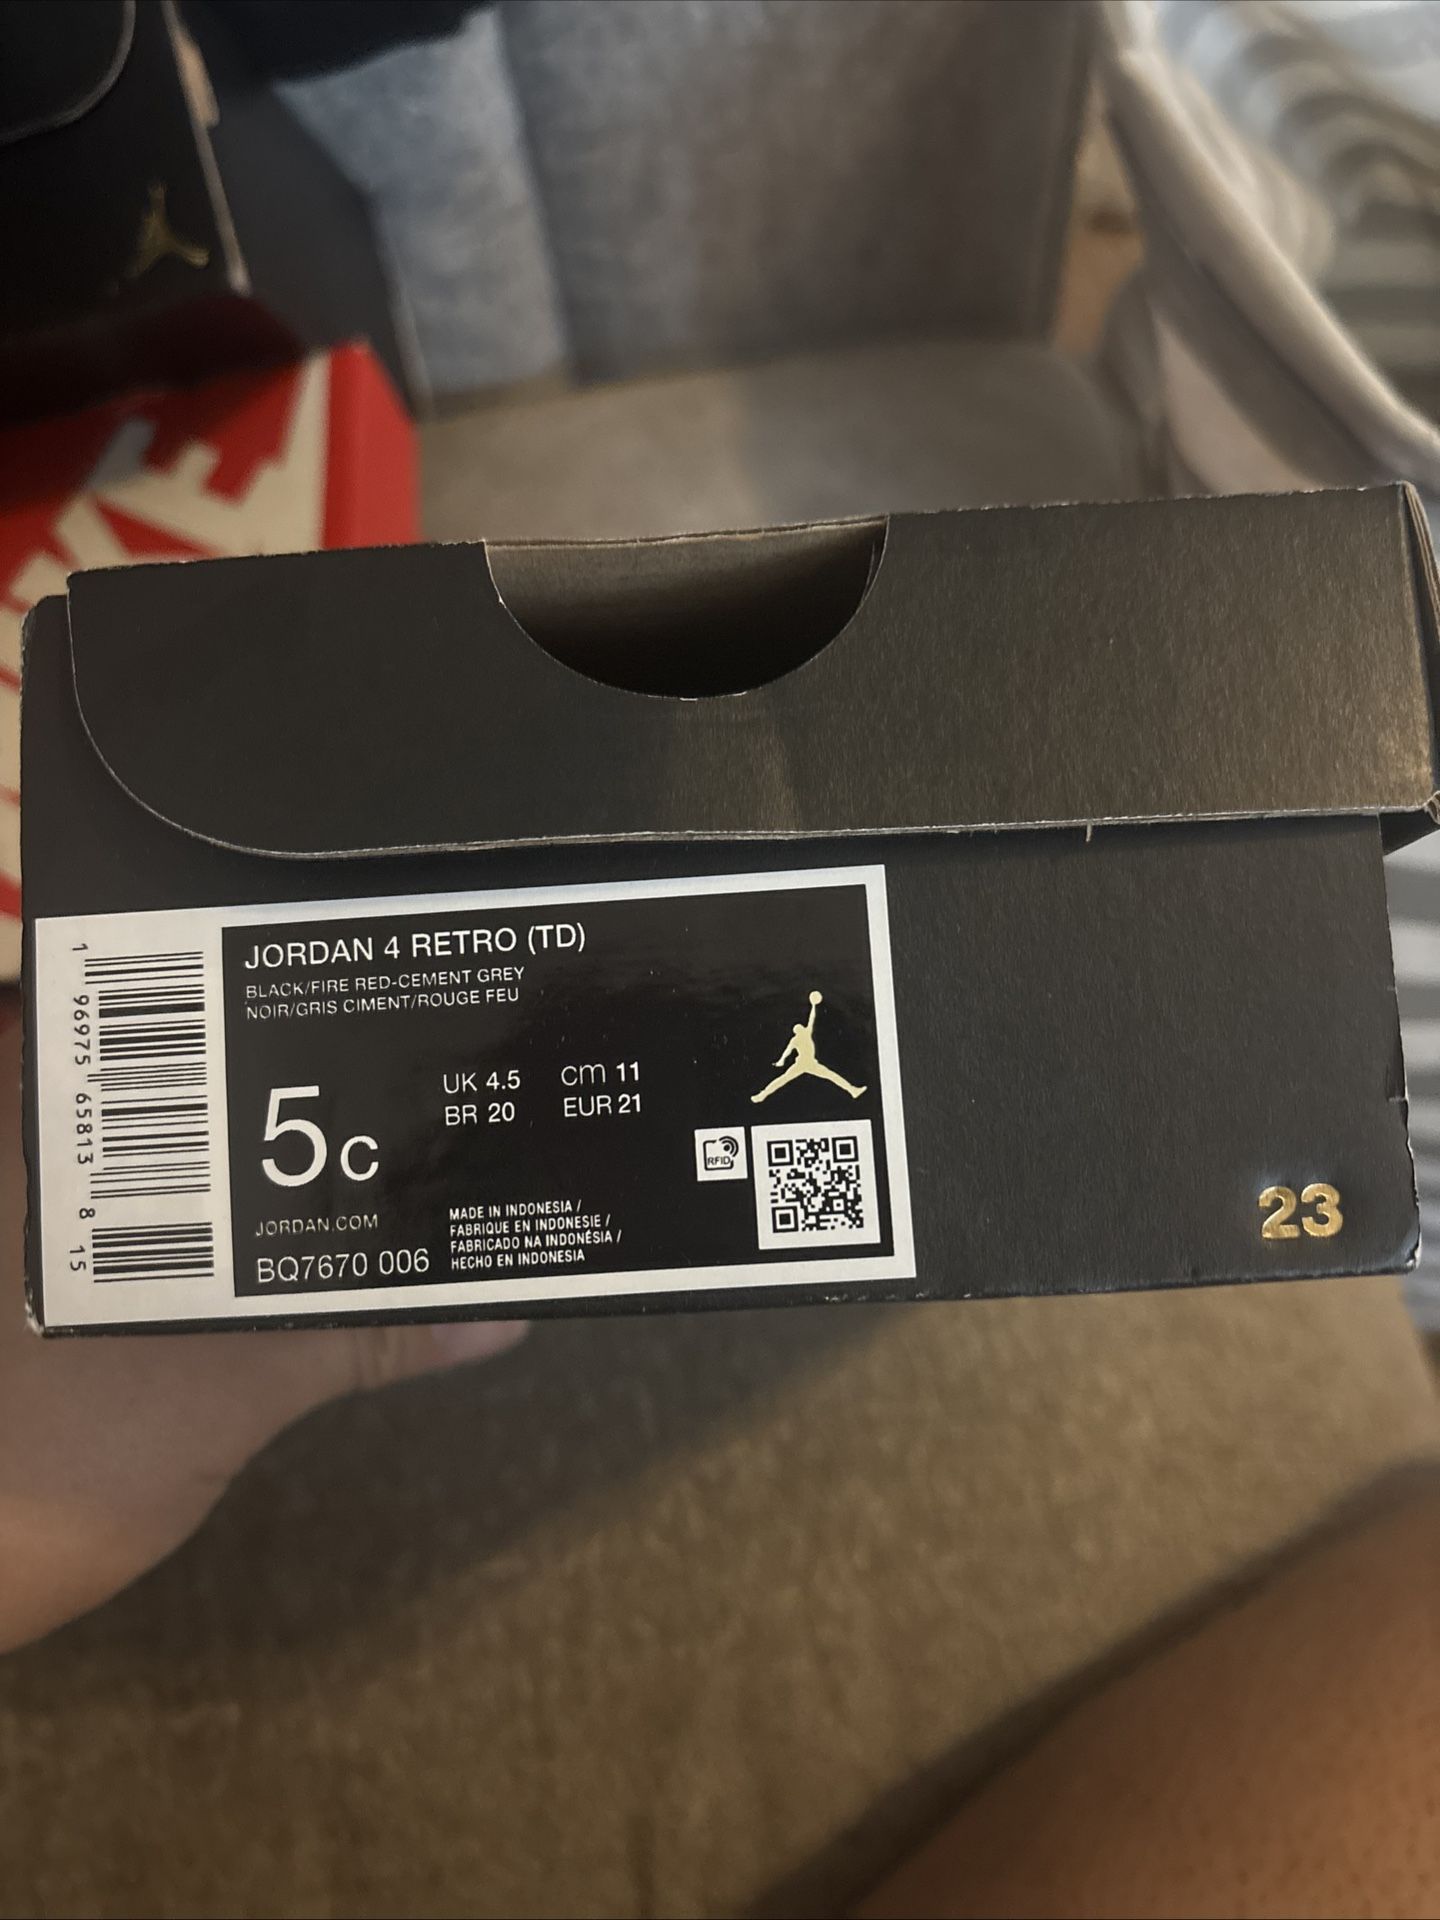 NIKE
JORDAN 4 RETRO (TD)
BLACK/FIRE RED-CEMENT GREY
NOIR/GRIS CIMENT/ROUGE FEU
5C
UK 4.5 CM 11
BR 20 EUR 21
RFID
JORDAN.COM
BQ7670 006
MADE IN INDONESIA /
FABRIQUE EN INDONESIE /
FABRICADO NA INDONÉSIA /
HECHO EN INDONESIA
1 96975 65813 8 15
23